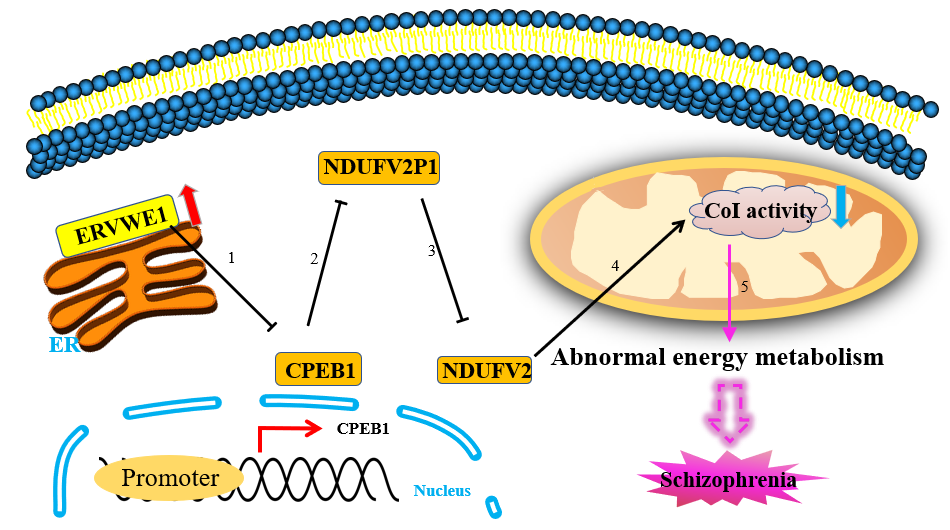 NDUFV2P1
ERVWE1
CoI activity
1
2
3
4
5
ER
CPEB1
NDUFV2
Abnormal energy metabolism
CPEB1
Promoter
Nucleus
Schizophrenia